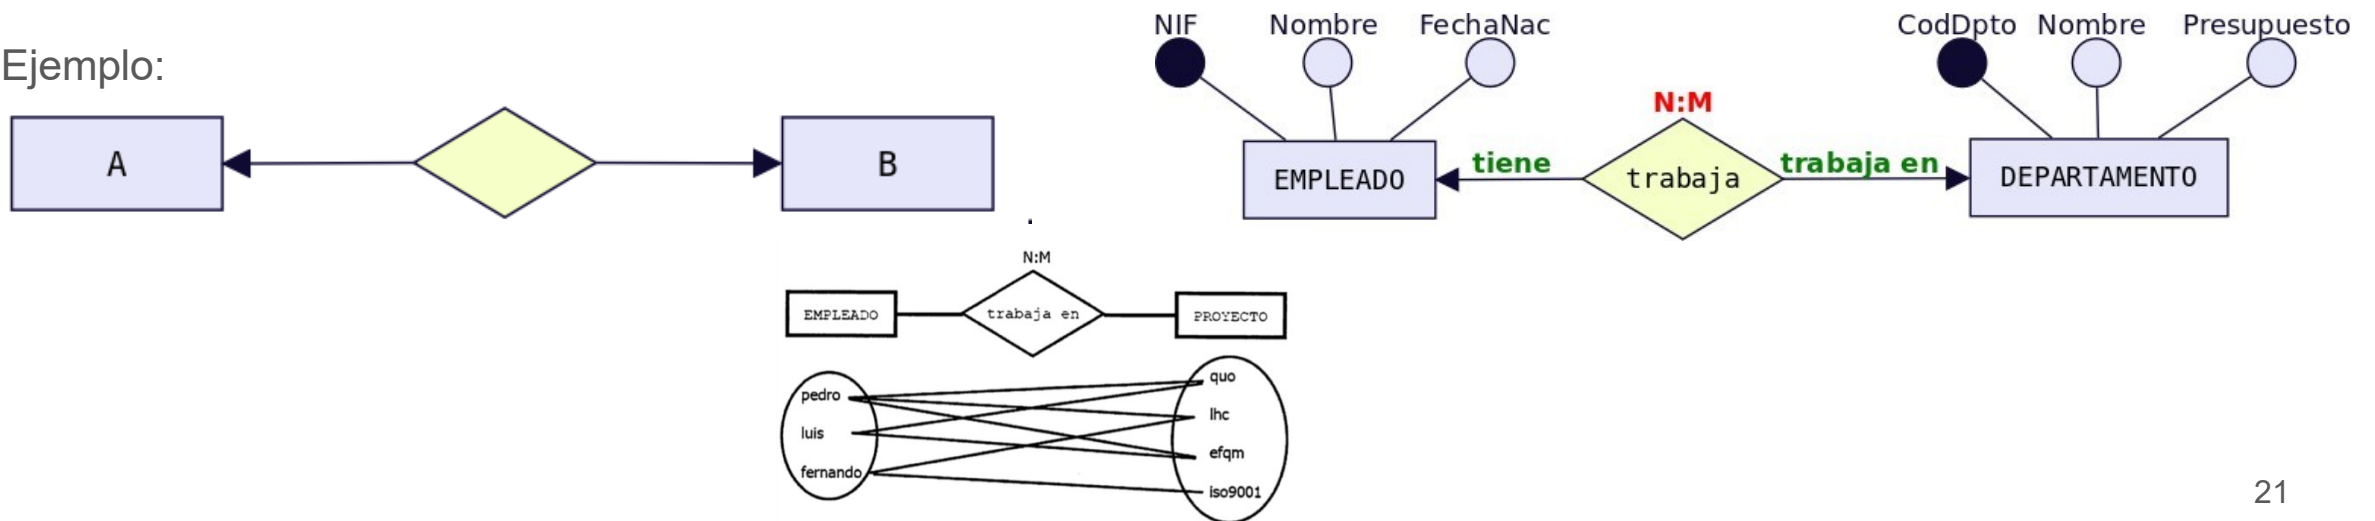 Ejemplo:
A
B
NIF Nombre FechaNac
CodDpto Nombre Presupuesto
N:M
EMPLEADO
tiene
trabaja
trabaja en
DEPARTAMENTO
.
N:M
EMPLEADO
trabaja en
PROYECTO
pedro
luis
fernando
quo
lhc
efqm
iso9001
21